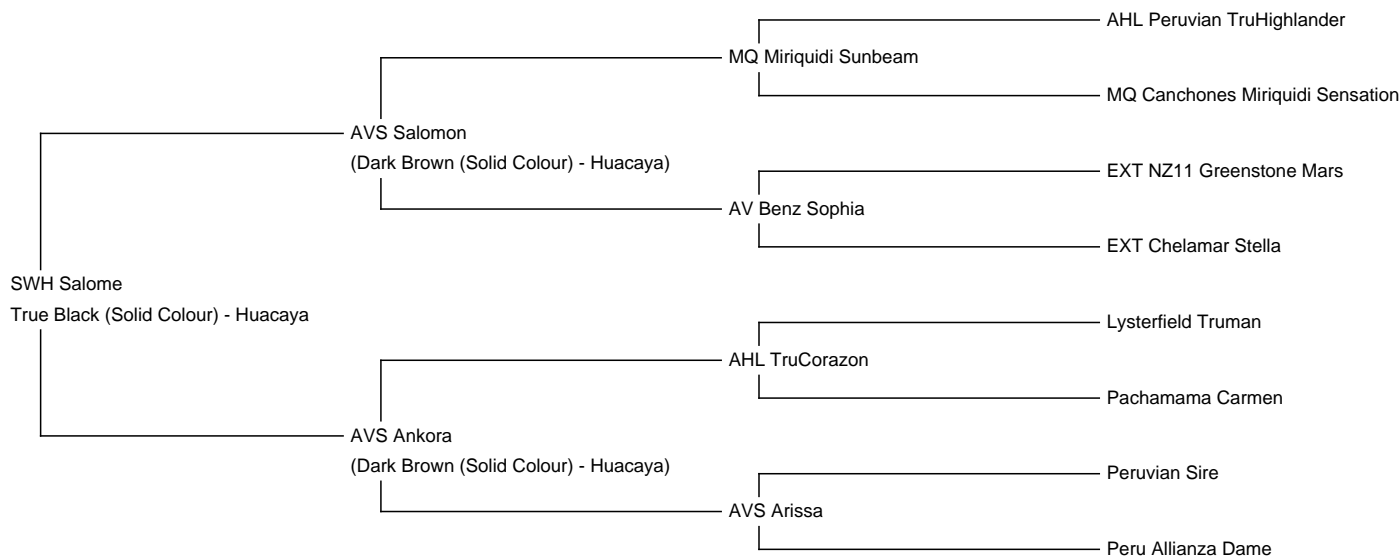 AHL Peruvian TruHighlander
MQ Miriquidi Sunbeam
MQ Canchones Miriquidi Sensation
AVS Salomon
(Dark Brown (Solid Colour) - Huacaya)
EXT NZ11 Greenstone Mars
AV Benz Sophia
EXT Chelamar Stella
SWH Salome
True Black (Solid Colour) - Huacaya
Lysterfield Truman
AHL TruCorazon
Pachamama Carmen
AVS Ankora
(Dark Brown (Solid Colour) - Huacaya)
Peruvian Sire
AVS Arissa
Peru Allianza Dame